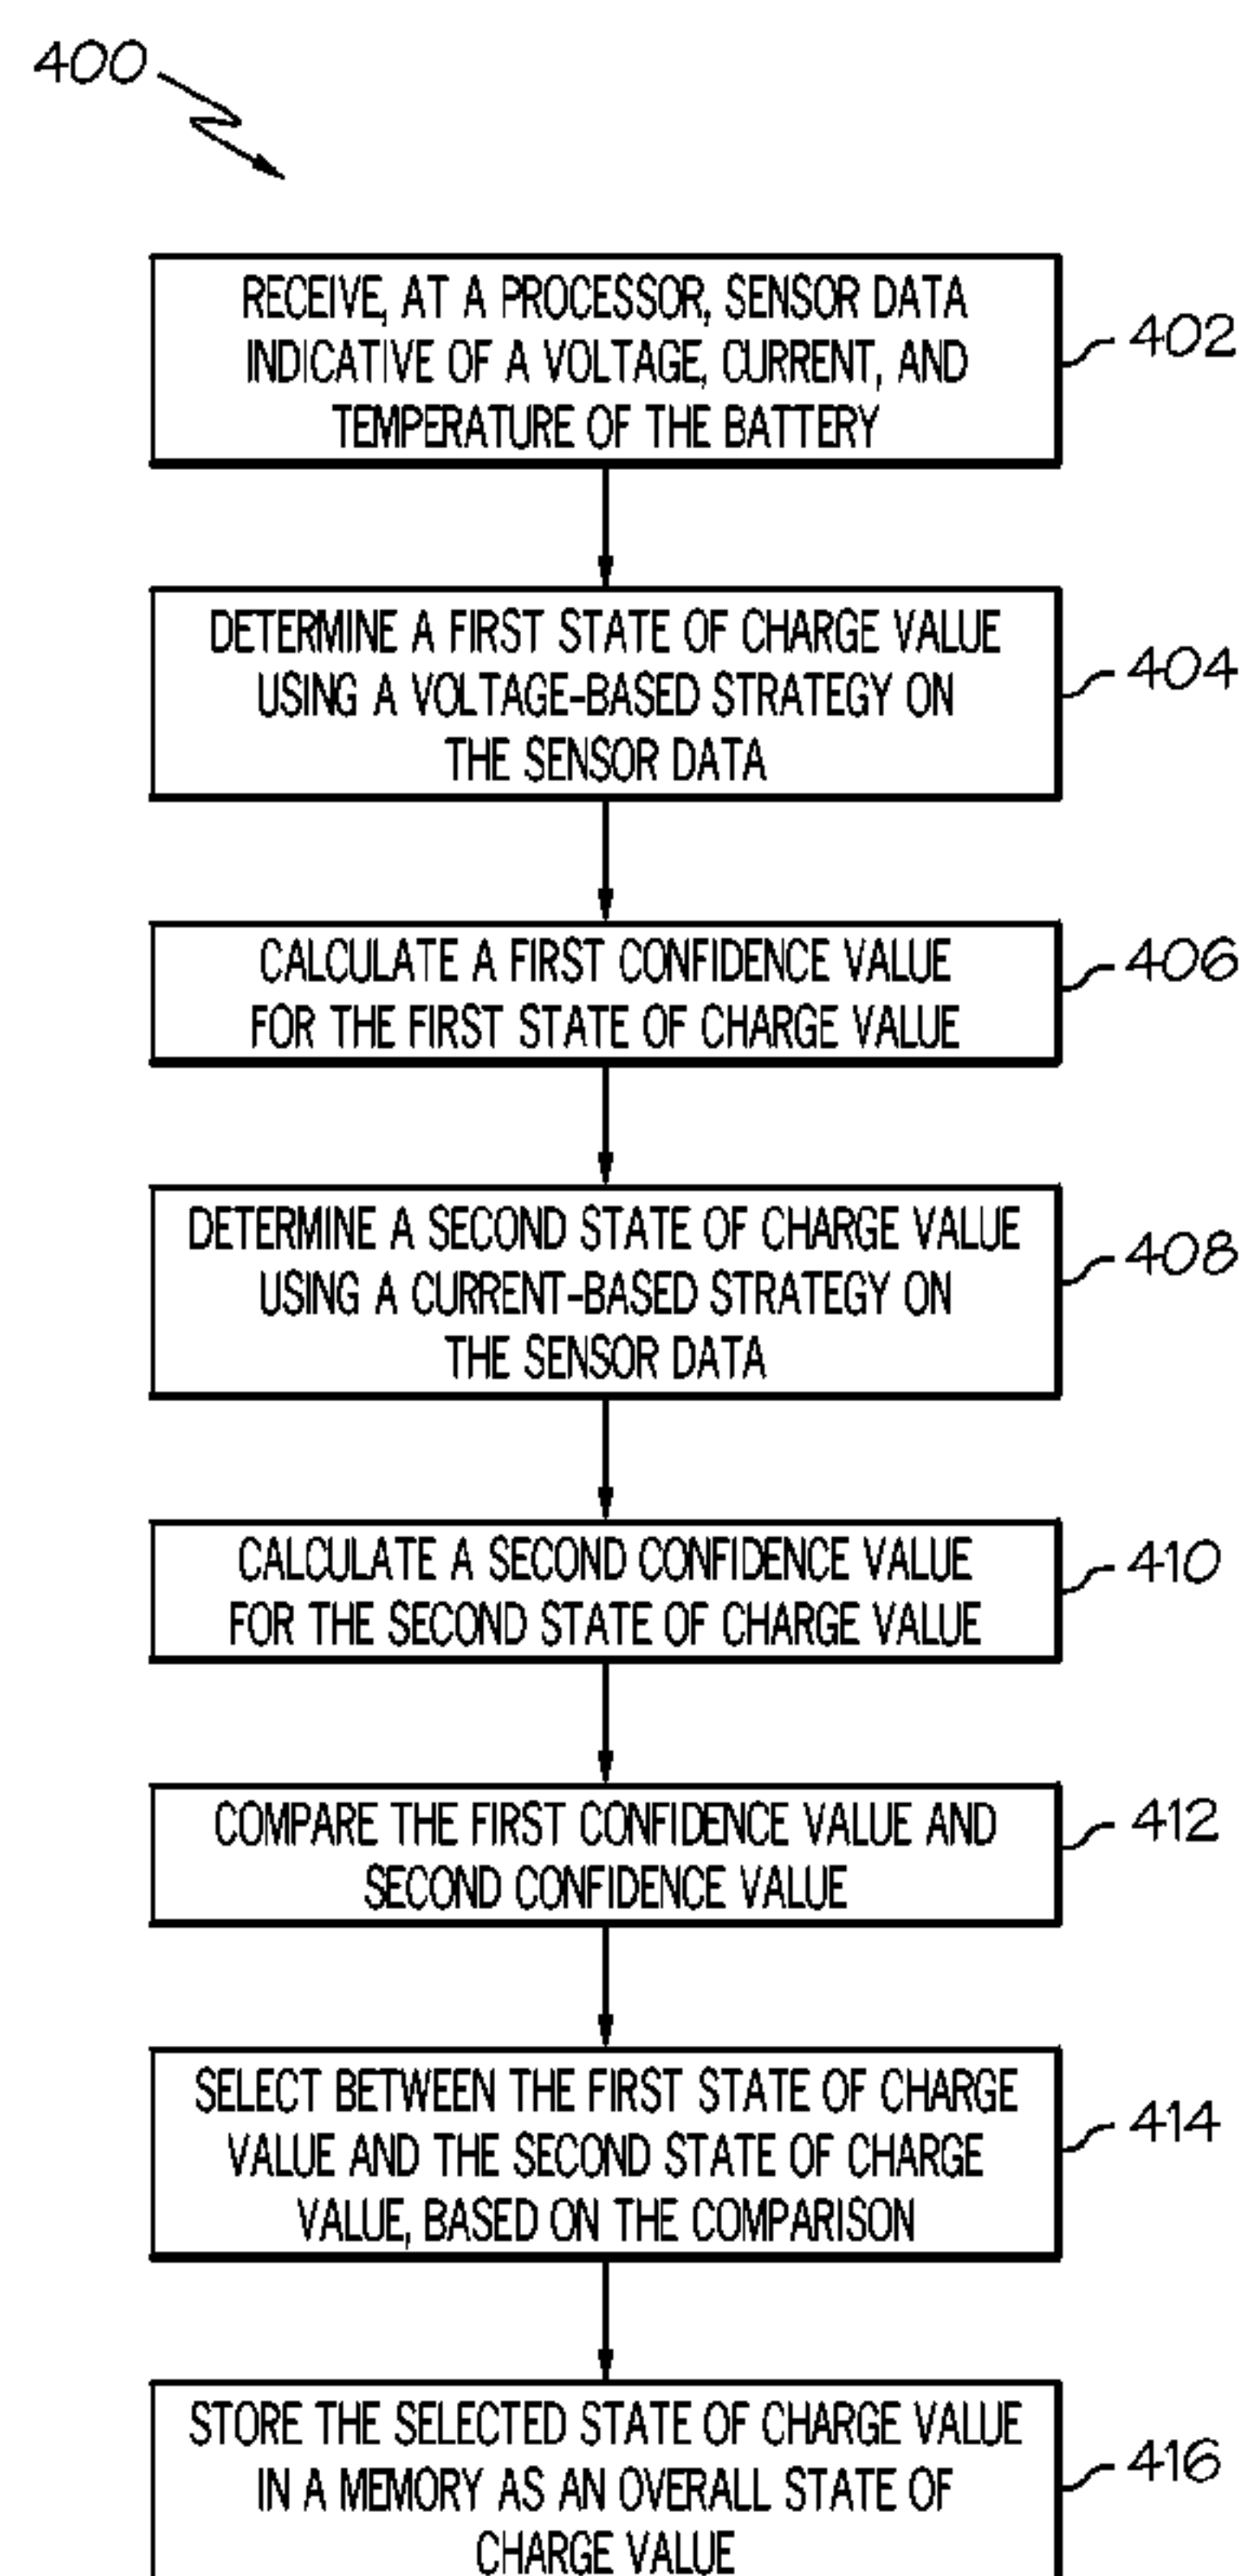 400
RECEIVE, AT A PROCESSOR, SENSOR DATA
INDICATIVE OF A VOLTAGE, CURRENT, AND
TEMPERATURE OF THE BATTERY
402
DETERMINE A FIRST STATE OF CHARGE VALUE
USING A VOLTAGE-BASED STRATEGY ON
THE SENSOR DATA
404
CALCULATE A FIRST CONFIDENCE VALUE
FOR THE FIRST STATE OF CHARGE VALUE
406
DETERMINE A SECOND STATE OF CHARGE VALUE
USING A CURRENT-BASED STRATEGY ON
THE SENSOR DATA
408
CALCULATE A SECOND CONFIDENCE VALUE
FOR THE SECOND STATE OF CHARGE VALUE
410
COMPARE THE FIRST CONFIDENCE VALUE AND
SECOND CONFIDENCE VALUE
412
SELECT BETWEEN THE FIRST STATE OF CHARGE
VALUE AND THE SECOND STATE OF CHARGE
VALUE, BASED ON THE COMPARISON
414
STORE THE SELECTED STATE OF CHARGE VALUE
IN A MEMORY AS AN OVERALL STATE OF
CHARGE VALUE
416